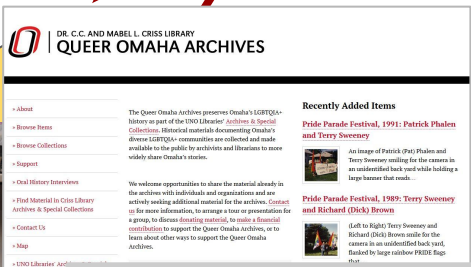 DR. C.C. AND MABEL L. CRISS LIBRARY
QUEER OMAHA ARCHIVES
» About
» Browse Items
» Browse Collections
» Support
» Oral History Interviews
» Find Material in Criss Library
Archives & Special Collections
» Contact Us
» Map
» UNO Libraries'
The Queer Omaha Archives preserves Omaha's LGBTQIA+
history as part of the UNO Libraries' Archives & Special
Collections. Historical materials documenting Omaha's
diverse LGBTQIA+ communities are collected and made
available to the public by archivists and librarians to more
widely share Omaha's stories.
We welcome opportunities to share the material already in
the archives with individuals and organizations and are
actively seeking additional material for the archives. Contact
us for more information, to arrange a tour or presentation for
a group, to discuss donating material, to make a financial
contribution to support the Queer Omaha Archives, or to
learn about other ways to support the Queer Omaha
Archives.
Recently Added Items
Pride Parade Festival, 1991: Patrick Phalen
and Terry Sweeney
An image of Patrick (Pat) Phalen and
Terry Sweeney smiling for the camera in
an unidentified back yard while holding a
large banner that reads…
Pride Parade Festival, 1989: Terry Sweeney
and Richard (Dick) Brown
(Left to Right) Terry Sweeney and
Richard (Dick) Brown smile for the
camera in an unidentified back yard,
flanked by large rainbow PRIDE flags
that